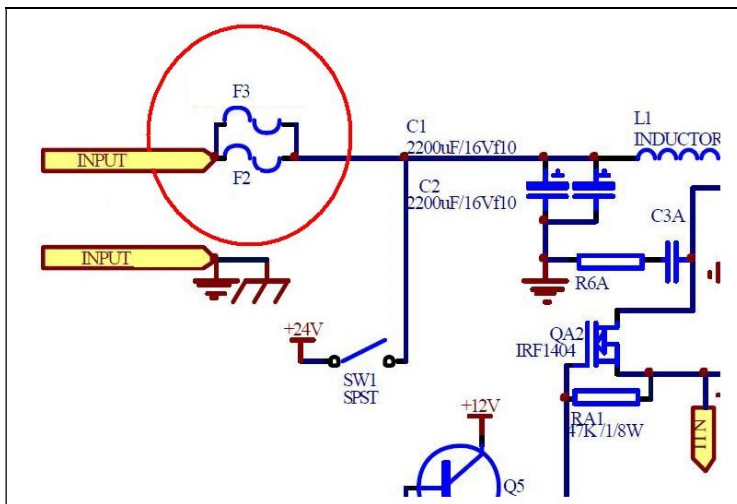 F3
INPUT
F2
C1
2200uF/16Vf10
L1
INDUCTOR
C2
2200uF/16Vf10
C3A
INPUT
R6A
+24V
QA2
IRF1404
SW1
SPST
+12V
RA1
47K/1/8W
I1N
Q5